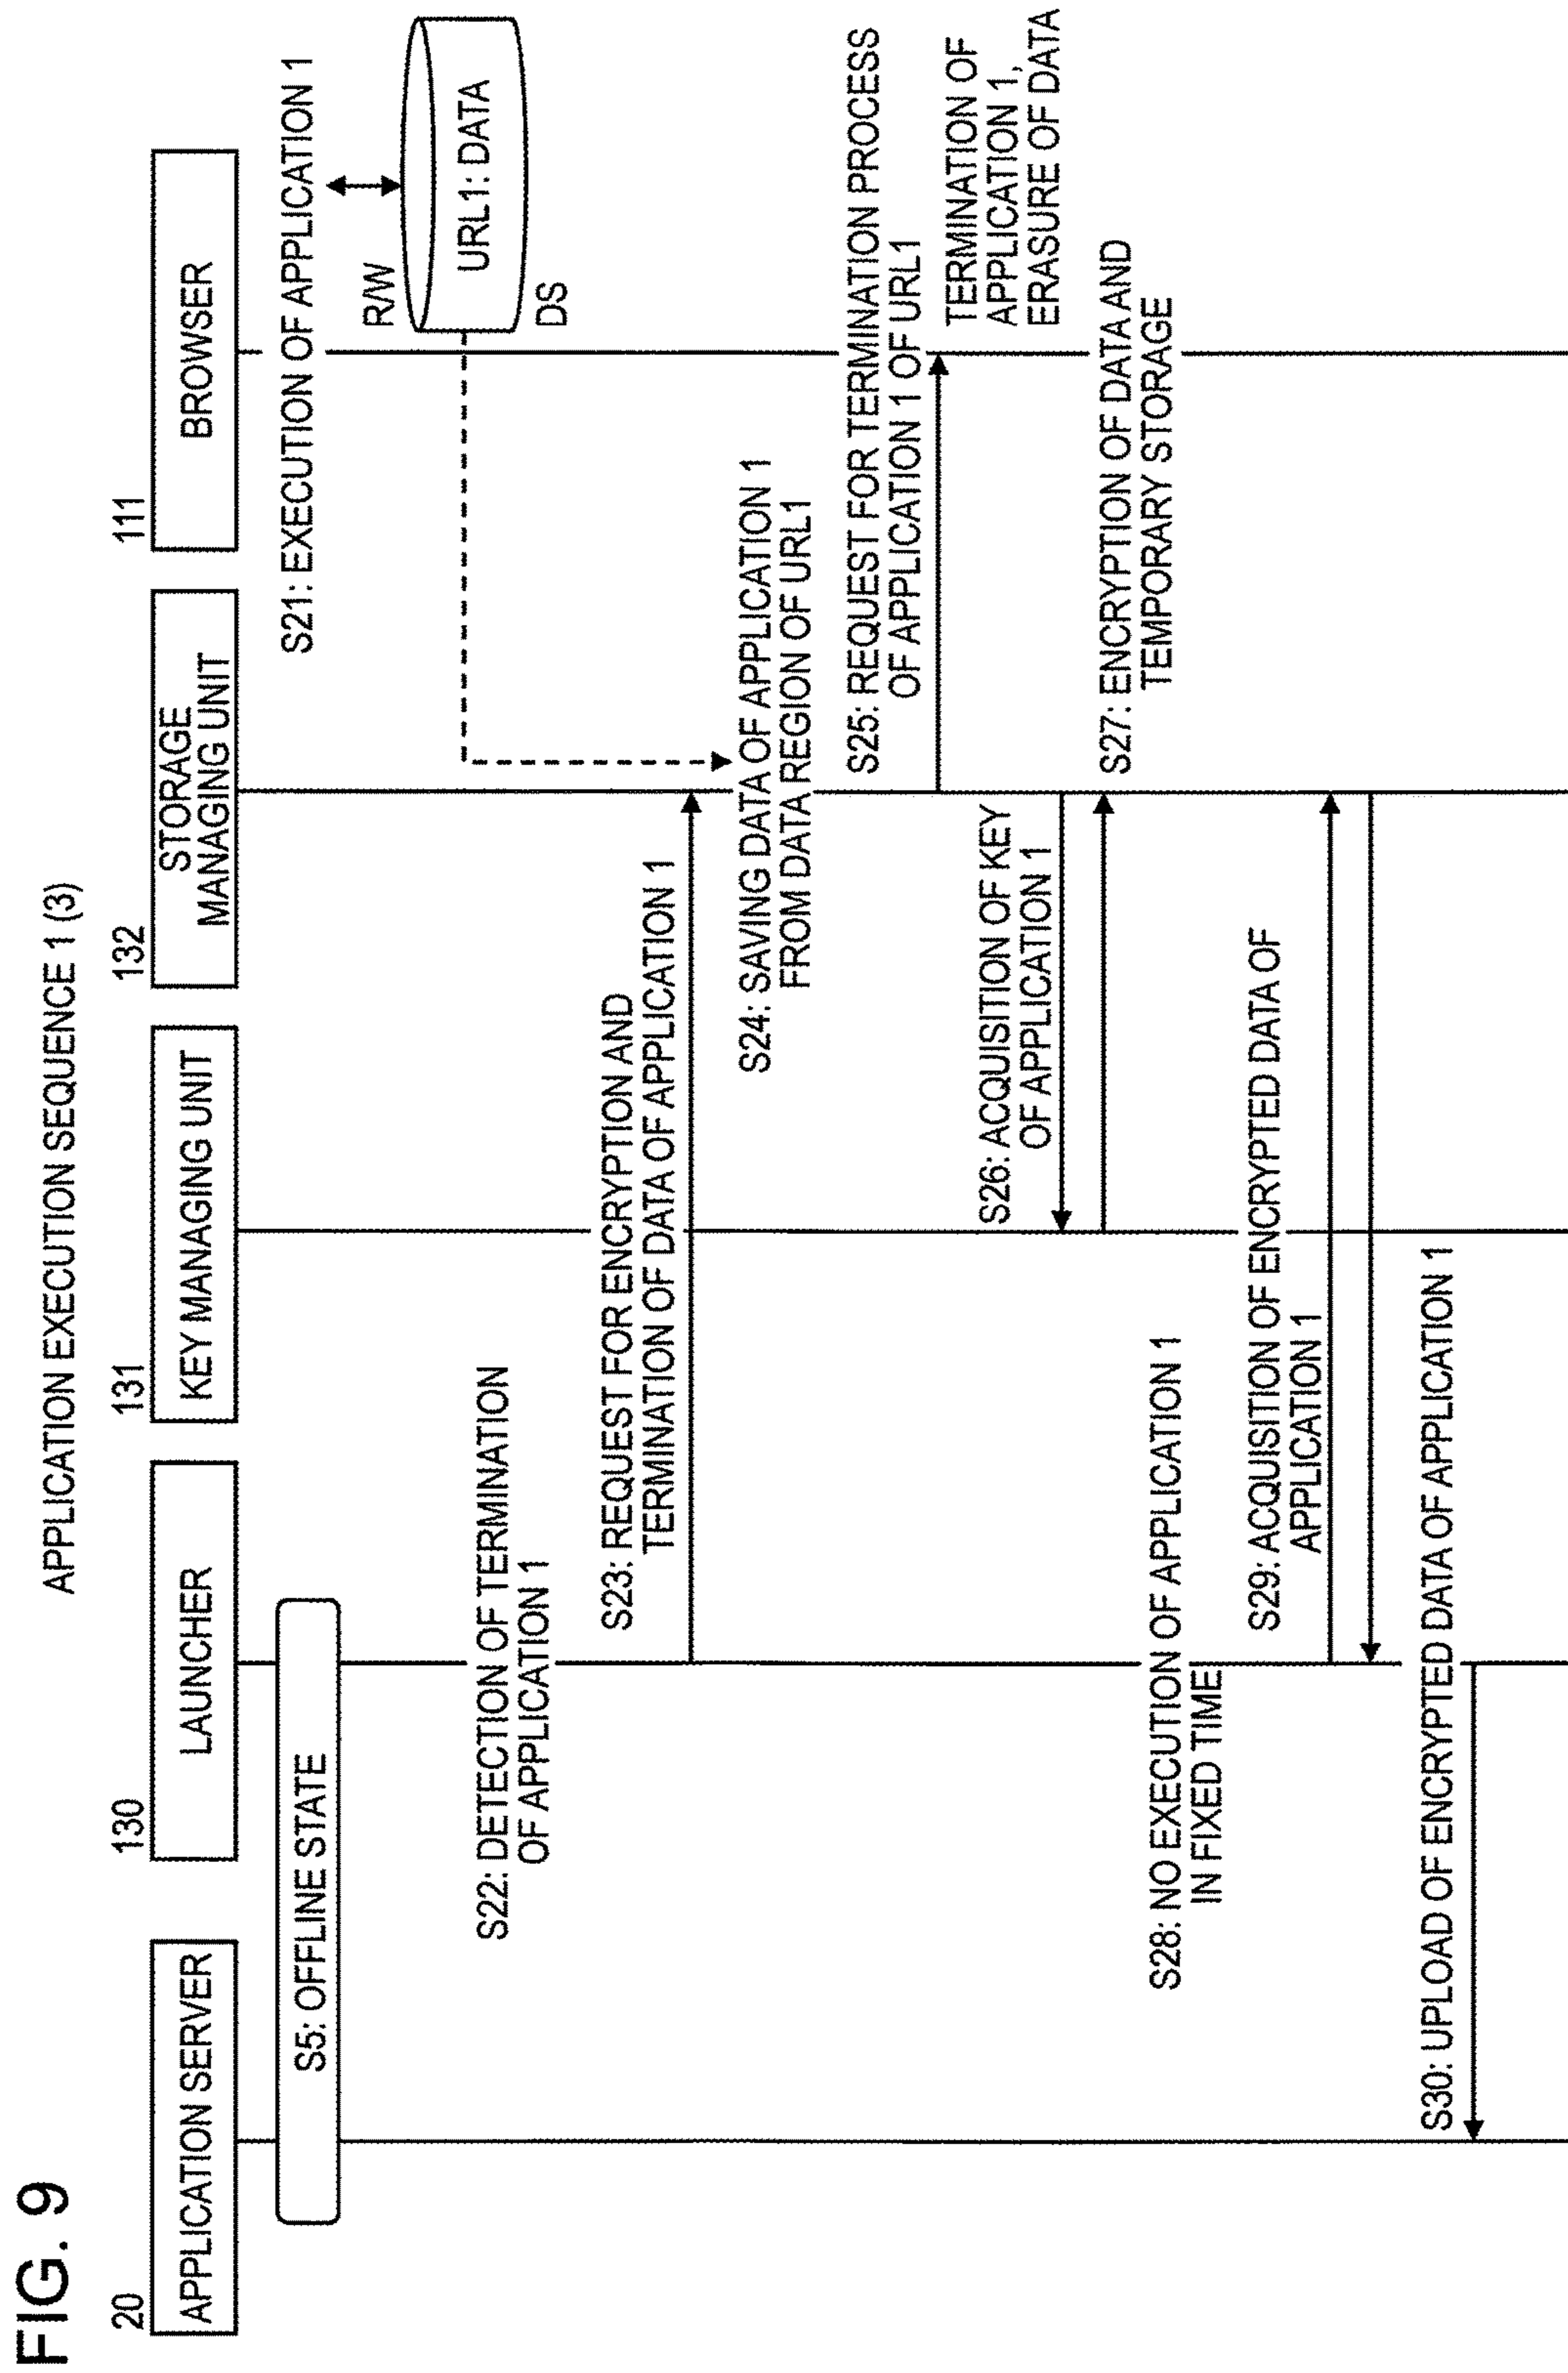 FIG. 9
APPLICATION EXECUTION SEQUENCE 1 (3)
20
APPLICATION SERVER
130
LAUNCHER
131
KEY MANAGING UNIT
132
STORAGE
MANAGING UNIT
111
BROWSER
S5: OFFLINE STATE
S21: EXECUTION OF APPLICATION 1
R/W
URL1: DATA
DS
S22: DETECTION OF TERMINATION
OF APPLICATION 1
S23: REQUEST FOR ENCRYPTION AND
TERMINATION OF DATA OF APPLICATION 1
S24: SAVING DATA OF APPLICATION 1
FROM DATA REGION OF URL1
S25: REQUEST FOR TERMINATION PROCESS
OF APPLICATION 1 OF URL1
TERMINATION OF
APPLICATION 1,
ERASURE OF DATA
S26: ACQUISITION OF KEY
OF APPLICATION 1
S27: ENCRYPTION OF DATA AND
TEMPORARY STORAGE
S28: NO EXECUTION OF APPLICATION 1
IN FIXED TIME
S29: ACQUISITION OF ENCRYPTED DATA OF
APPLICATION 1
S30: UPLOAD OF ENCRYPTED DATA OF APPLICATION 1